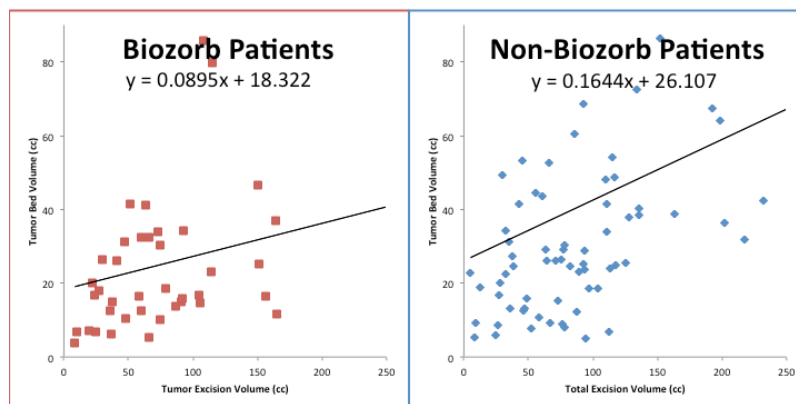 Biozorb Patients
y = 0.0895x + 18.322
80
60
40
20
0
Tumor Bed Volume (cc)
0 50 100 150 200 250
Tumor Excision Volume (cc)
Non-Biozorb Patients
y = 0.1644x + 26.107
80
60
40
20
0
Tumor Bed Volume (cc)
0 50 100 150 200 250
Total Excision Volume (cc)